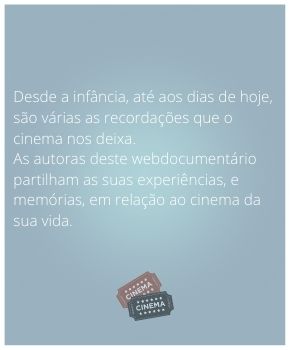 Desde a infância, até aos dias de hoje,
são várias as recordações que o
cinema nos deixa.
As autoras deste webdocumentário
partilham as suas experiências, e
memórias, em relação ao cinema da
sua vida.
CINEMA
CINEMA